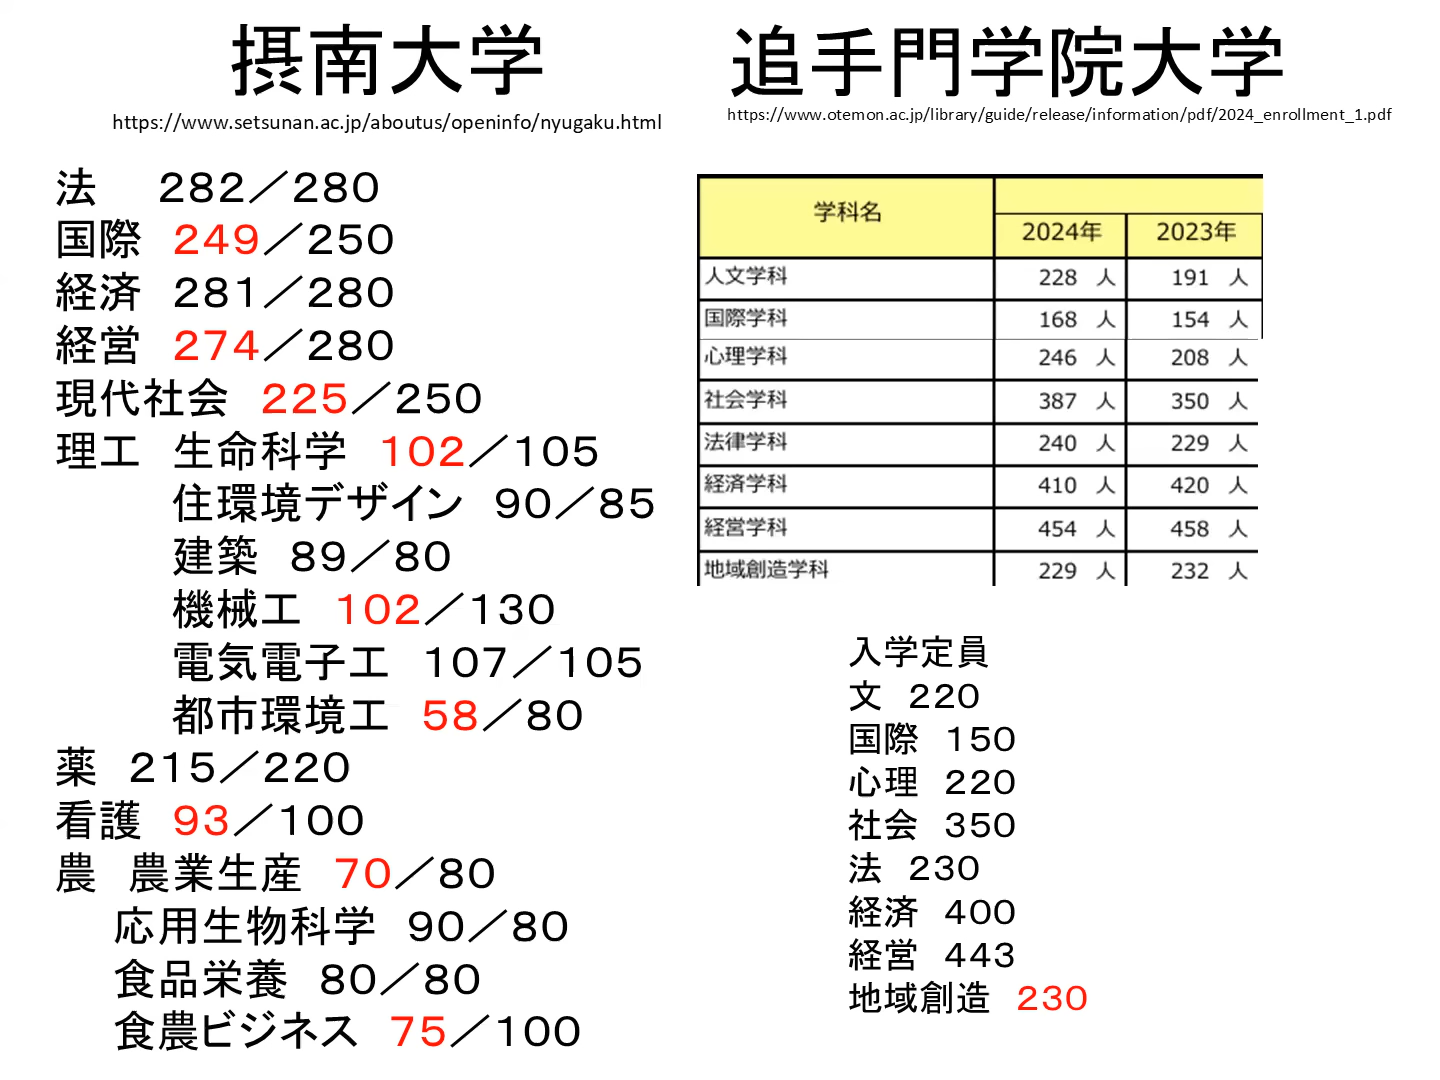 摂南大学
https://www.setsunan.ac.jp/aboutus/openinfo/nyugaku.html
法　282／280
国際　249／250
経済　281／280
経営　274／280
現代社会　225／250
理工　生命科学　102／105
住環境デザイン　90／85
建築　89／80
機械工　102／130
電気電子工　107／105
都市環境工　58／80
薬　215／220
看護　93／100
農　農業生産　70／80
応用生物科学　90／80
食品栄養　80／80
食農ビジネス　75／100
追手門学院大学
https://www.otemon.ac.jp/library/guide/release/information/pdf/2024_enrollment_1.pdf
学科名 2024年 2023年
人文学科 228 人 191 人
国際学科 168 人 154 人
心理学科 246 人 208 人
社会学科 387 人 350 人
法律学科 240 人 229 人
経済学科 410 人 420 人
経営学科 454 人 458 人
地域創造学科 229 人 232 人
入学定員
文　220
国際　150
心理　220
社会　350
法　230
経済　400
経営　443
地域創造　230